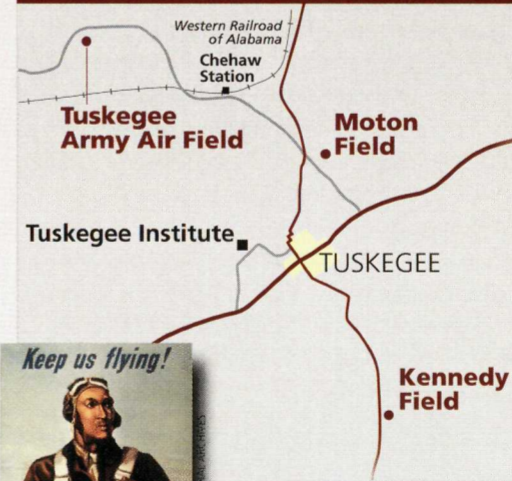 Western Railroad
of Alabama
Chehaw
Station
Tuskegee
Army Air Field
Moton
Field
Tuskegee Institute
TUSKEGEE
Keep us flying!
Kennedy
Field